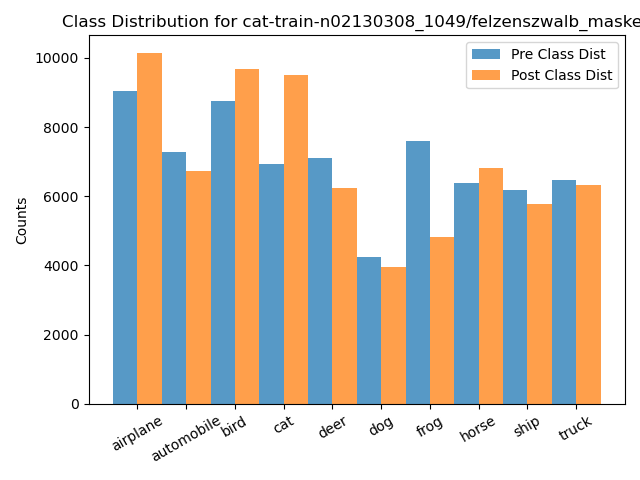 Class Distribution for cat-train-n02130308_1049/felzenszwalb_maske
Pre Class Dist
Post Class Dist
10000
8000
6000
4000
2000
0
Counts
airplane
automobile
bird
cat
deer
dog
frog
horse
ship
truck